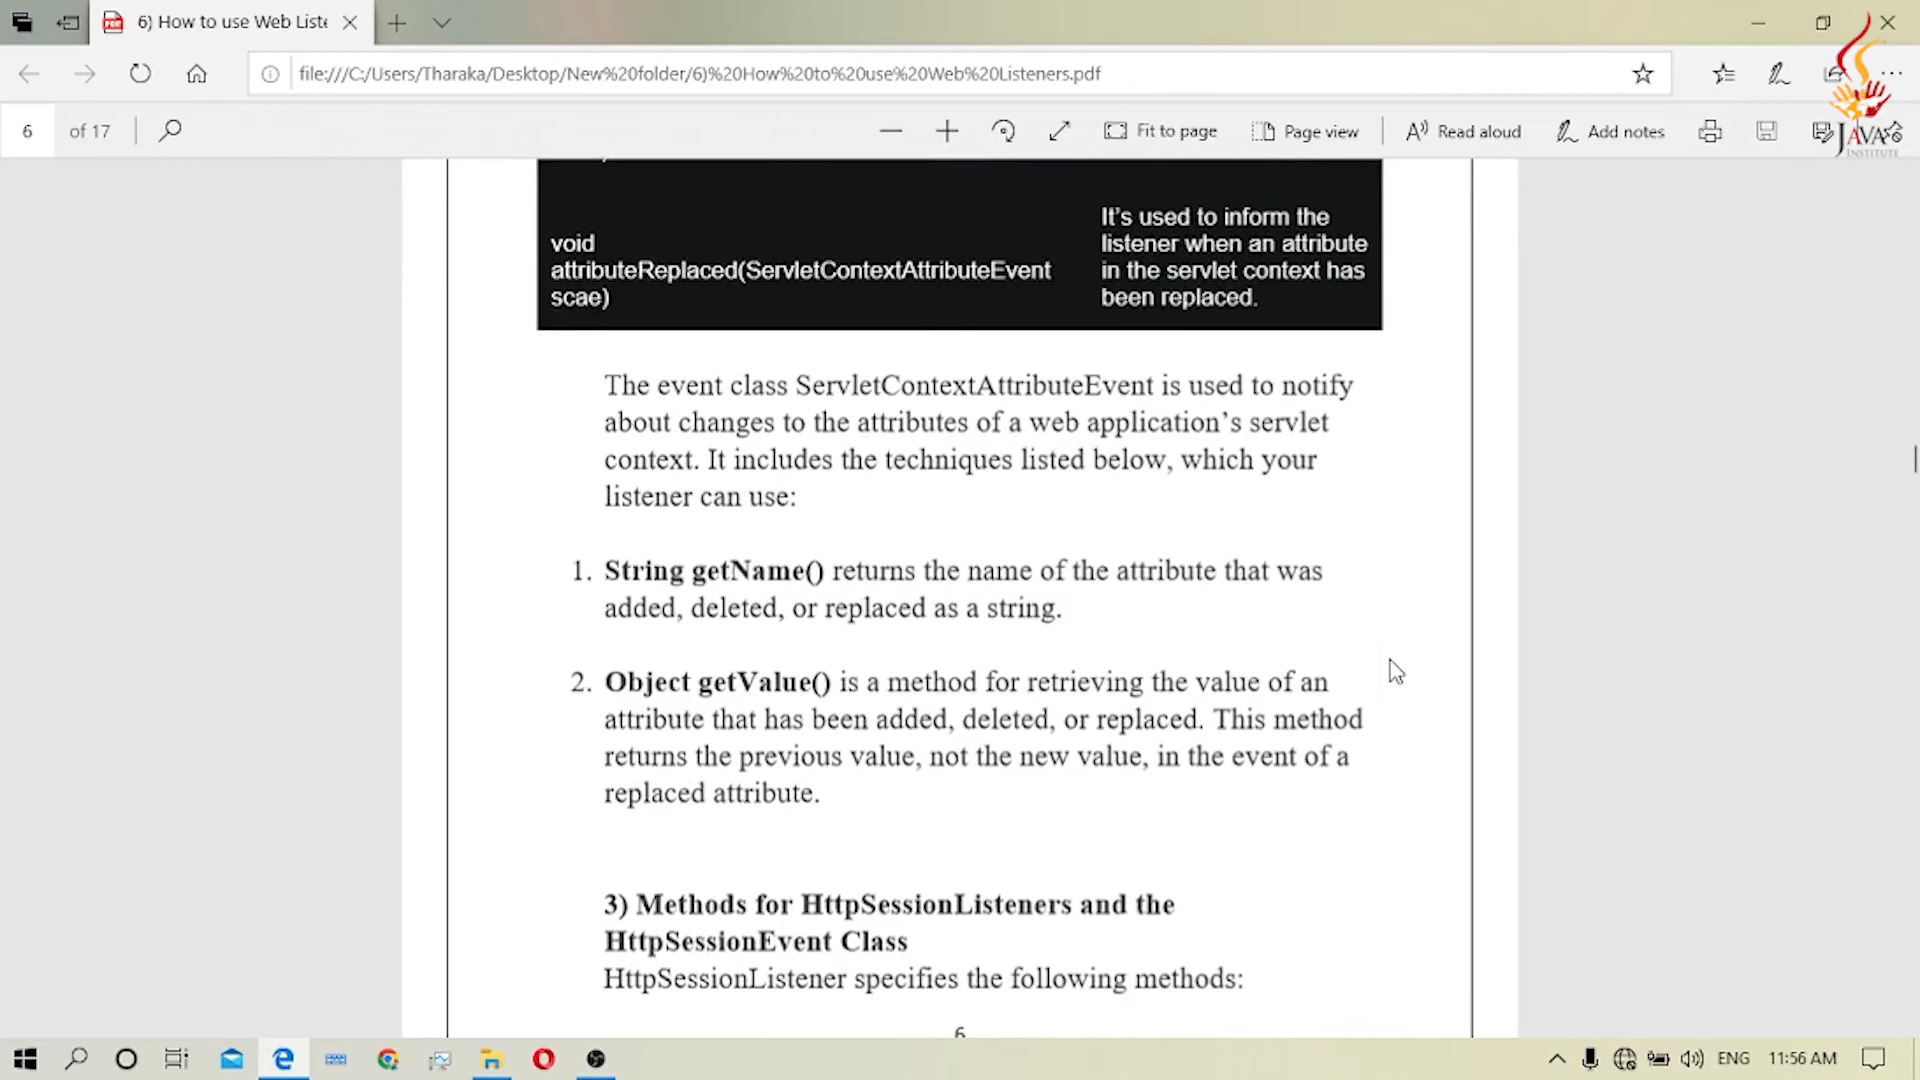 6) How to use Web Liste
file:///C:/Users/Tharaka/Desktop/New%20folder/6)%20How%20to%20use%20Web%20Listeners.pdf
6 of 17
Fit to page
Page view
Read aloud
Add notes
JAVA
INSTITUTE
void
attributeReplaced(ServletContextAttributeEvent
scae)
It's used to inform the
listener when an attribute
in the servlet context has
been replaced.
The event class ServletContextAttributeEvent is used to notify
about changes to the attributes of a web application's servlet
context. It includes the techniques listed below, which your
listener can use:
1. String getName() returns the name of the attribute that was
added, deleted, or replaced as a string.
2. Object getValue() is a method for retrieving the value of an
attribute that has been added, deleted, or replaced. This method
returns the previous value, not the new value, in the event of a
replaced attribute.
3) Methods for HttpSessionListeners and the
HttpSessionEvent Class
HttpSessionListener specifies the following methods:
6
ENG
11:56 AM